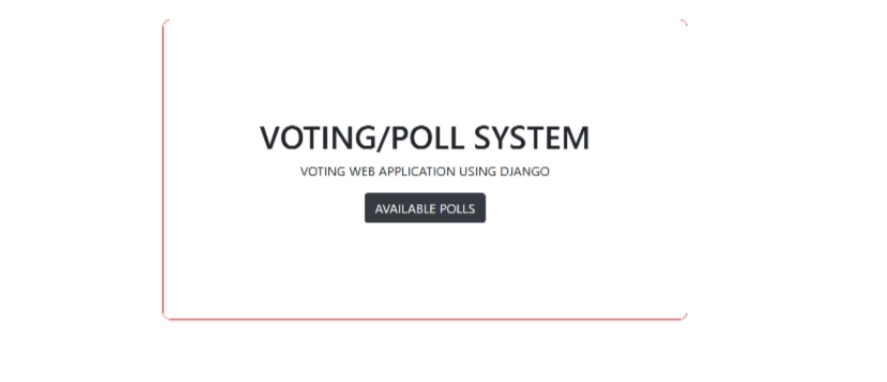 VOTING/POLL SYSTEM
VOTING WEB APPLICATION USING DJANGO
AVAILABLE POLLS